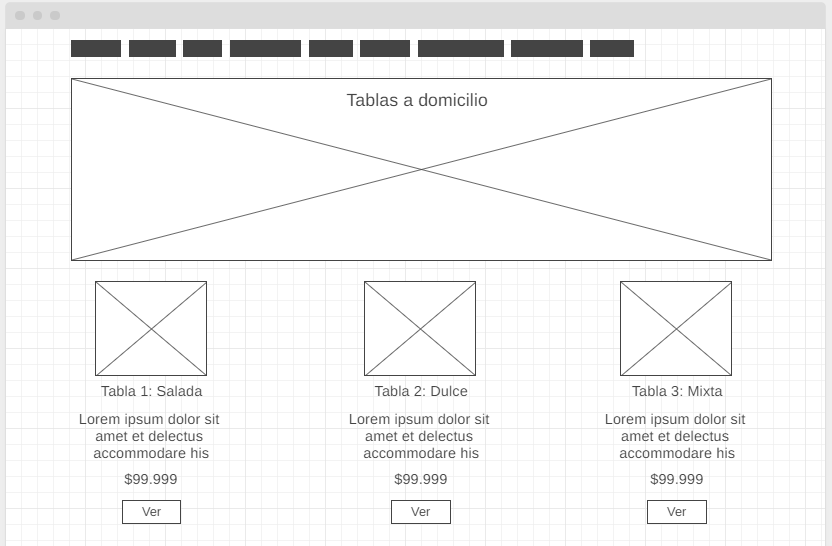 Tablas a domicilio
Tabla 1: Salada
Tabla 2: Dulce
Tabla 3: Mixta
Lorem ipsum dolor sit
amet et delectus
accommodare his
Lorem ipsum dolor sit
amet et delectus
accommodare his
Lorem ipsum dolor sit
amet et delectus
accommodare his
$99.999
$99.999
$99.999
Ver
Ver
Ver